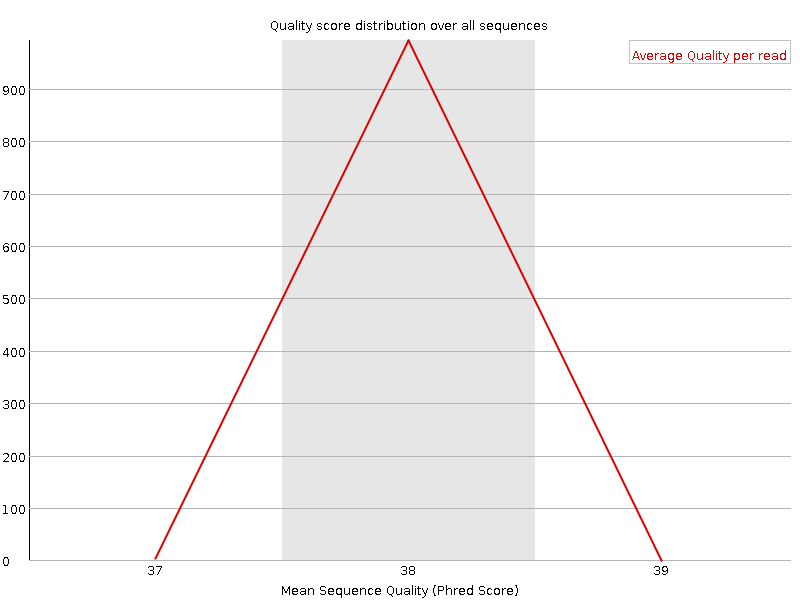 Quality score distribution over all sequences
Average Quality per read
900
800
700
600
500
400
300
200
100
0
37 38 39
Mean Sequence Quality (Phred Score)